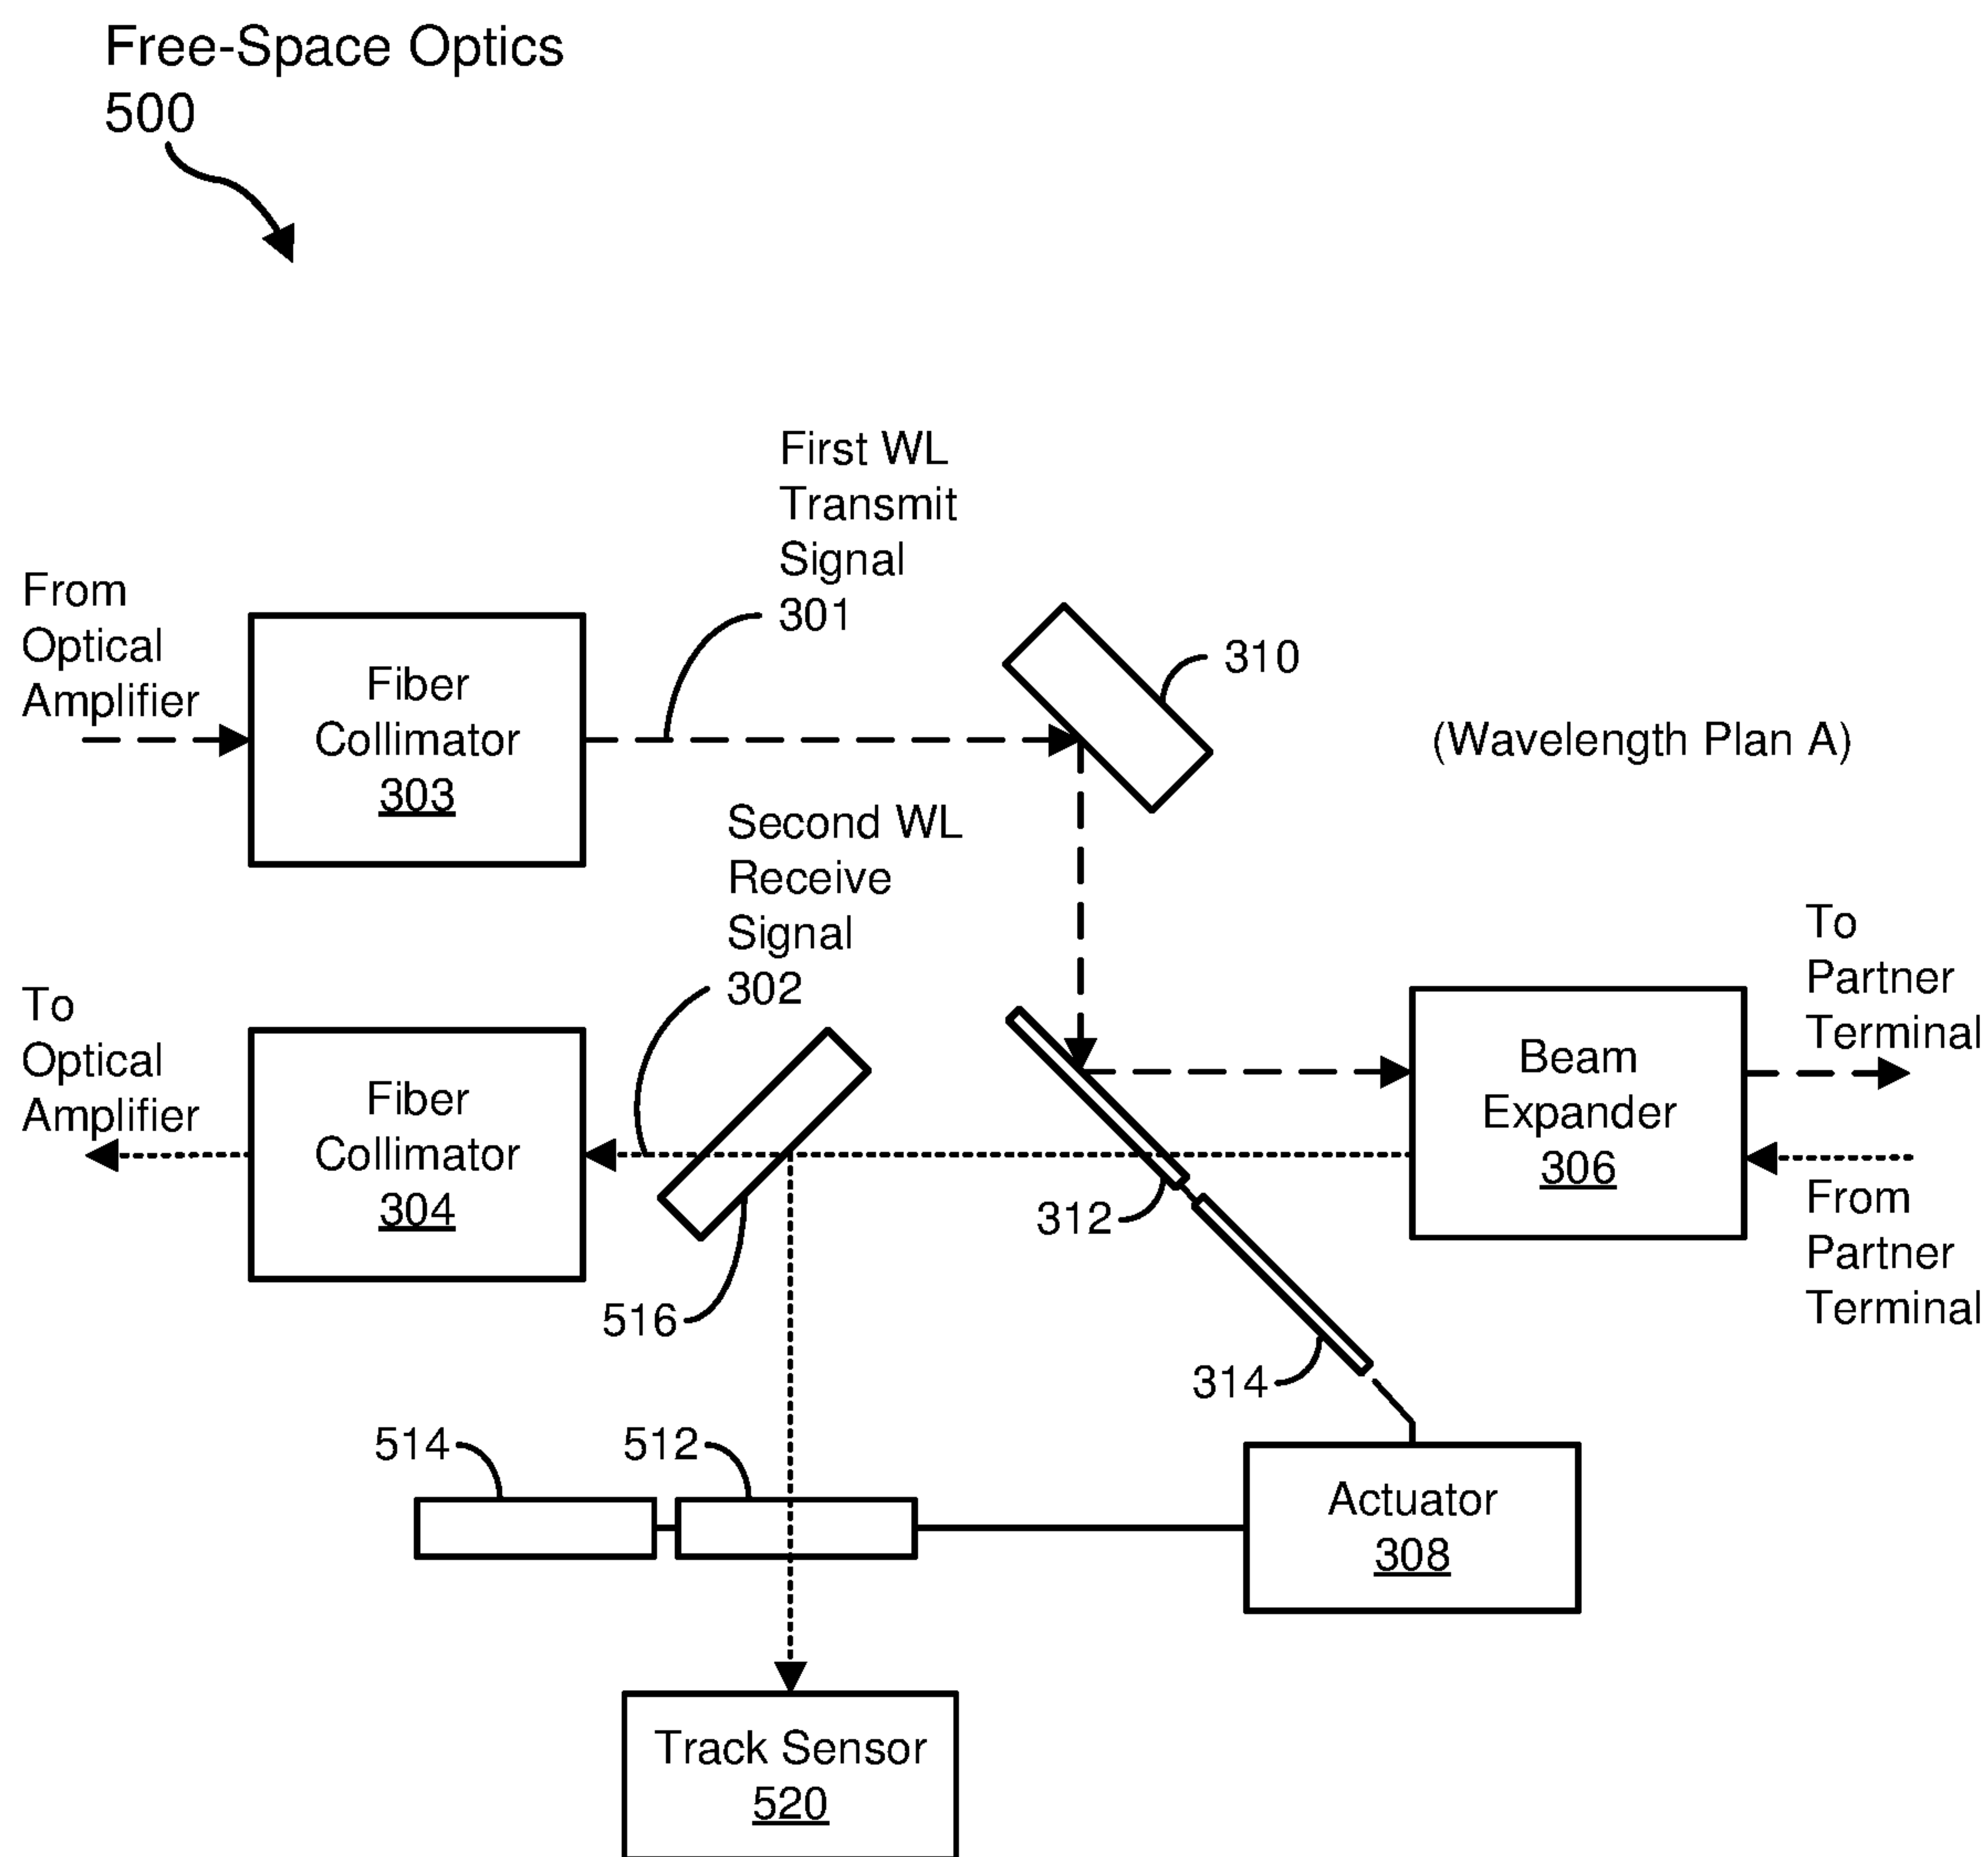 Free-Space Optics
500
First WL
Transmit
Signal
301
From
Optical
Amplifier
Fiber
Collimator
303
310
(Wavelength Plan A)
Second WL
Receive
Signal
302
To
Optical
Amplifier
Fiber
Collimator
304
To
Partner
Terminal
Beam
Expander
306
From
Partner
Terminal
312
516
314
514
512
Actuator
308
Track Sensor
520